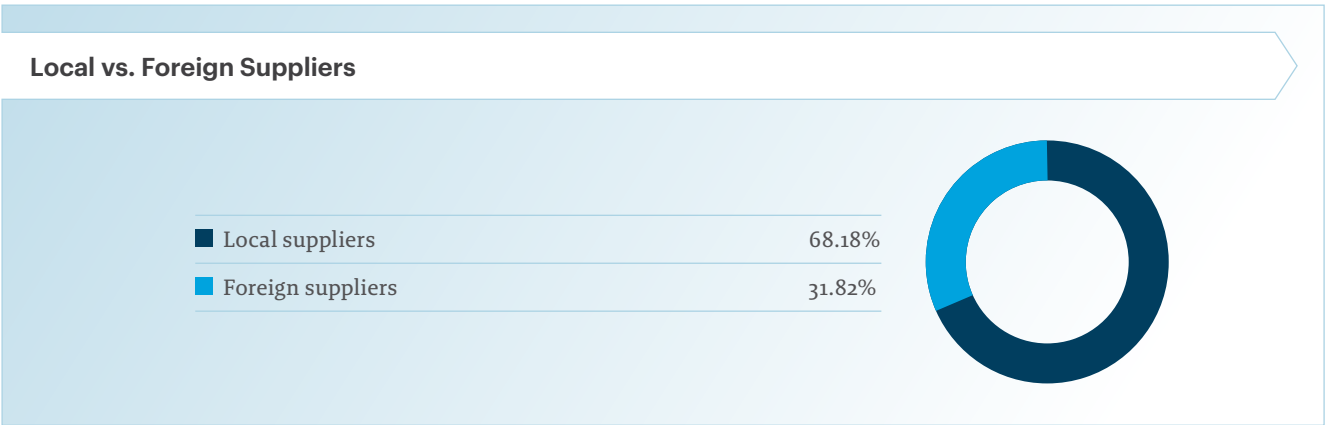 Local vs. Foreign Suppliers
Local suppliers 68.18%
Foreign suppliers 31.82%